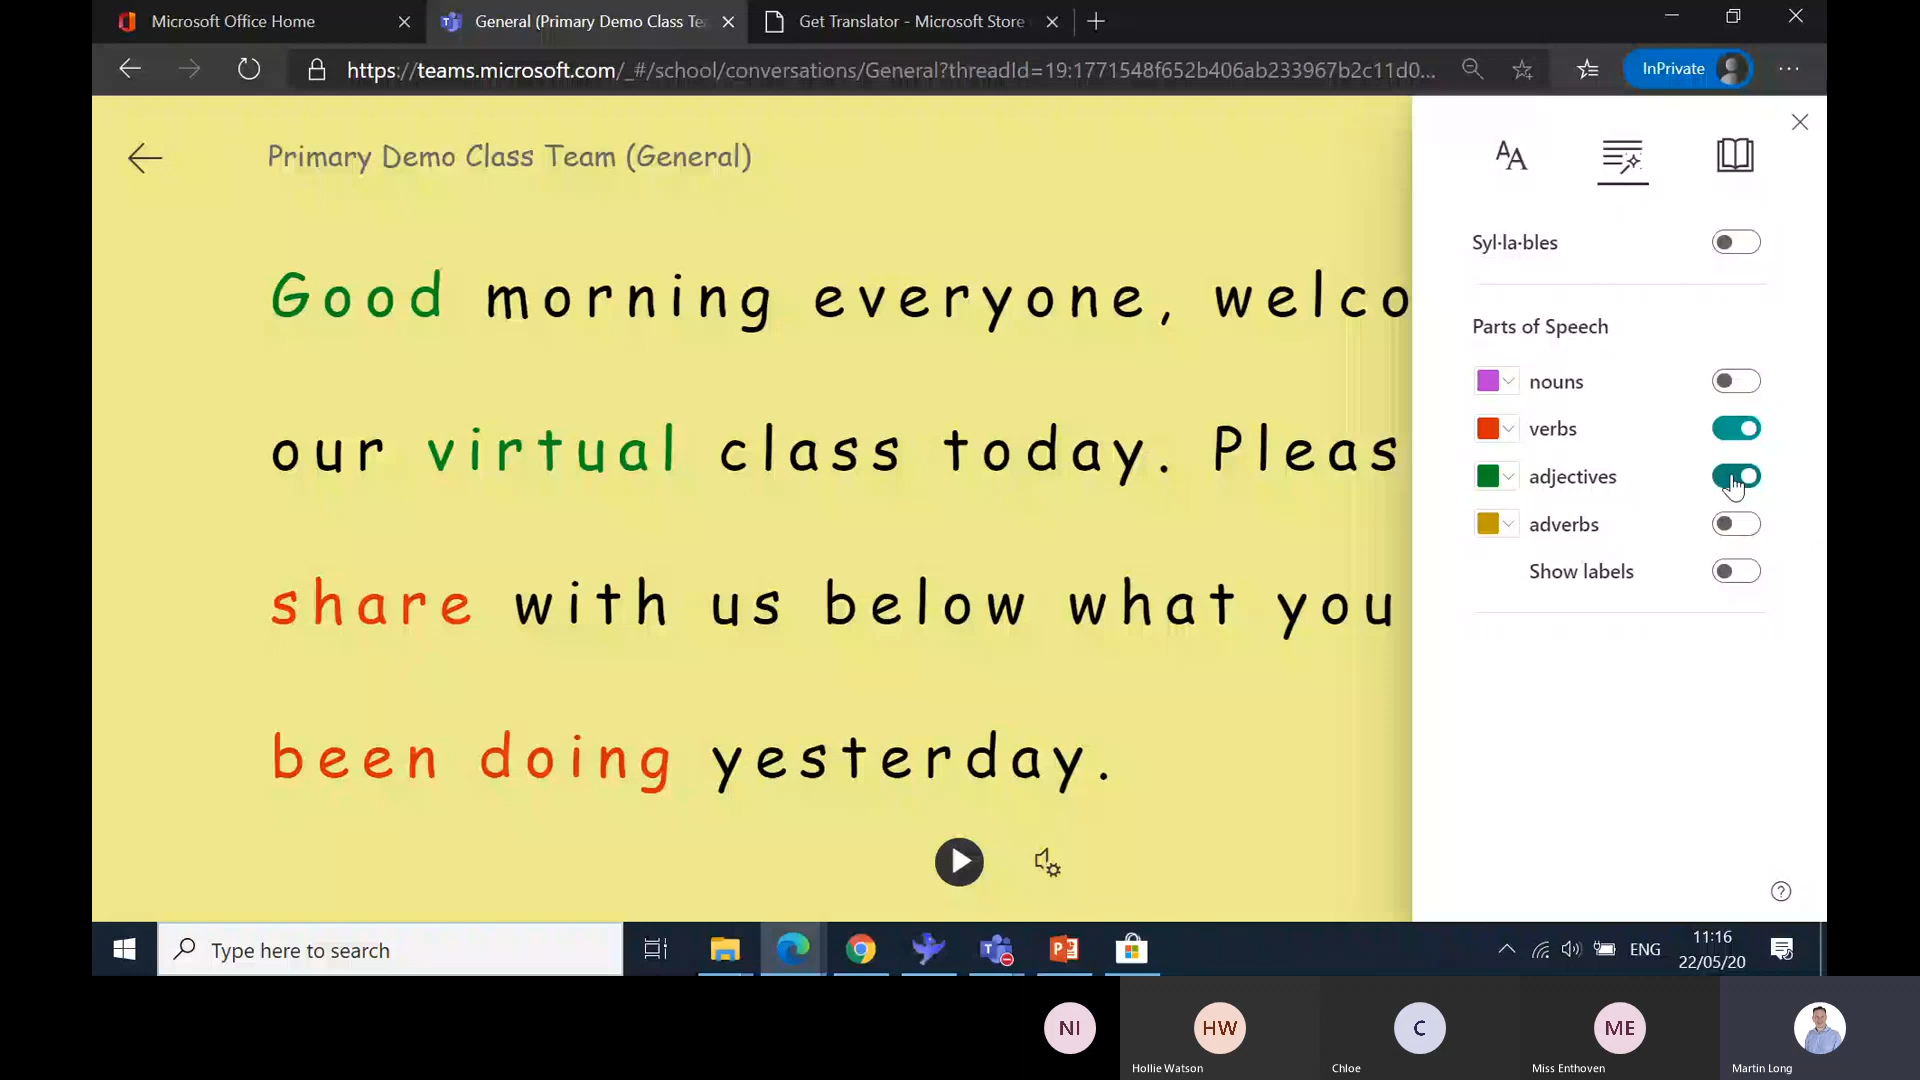 Microsoft Office Home
General (Primary Demo Class Te
Get Translator - Microsoft Store
https://teams.microsoft.com/_#/school/conversations/General?threadId=19:1771548f652b406ab233967b2c11d0...
InPrivate
Primary Demo Class Team (General)
Good morning everyone, welco
our virtual class today. Pleas
share with us below what you
been doing yesterday.
AA
Syl·la·bles
Parts of Speech
nouns
verbs
adjectives
adverbs
Show labels
Type here to search
ENG
11:16
22/05/20
NI
HW
C
ME
Hollie Watson
Chloe
Miss Enthoven
Martin Long